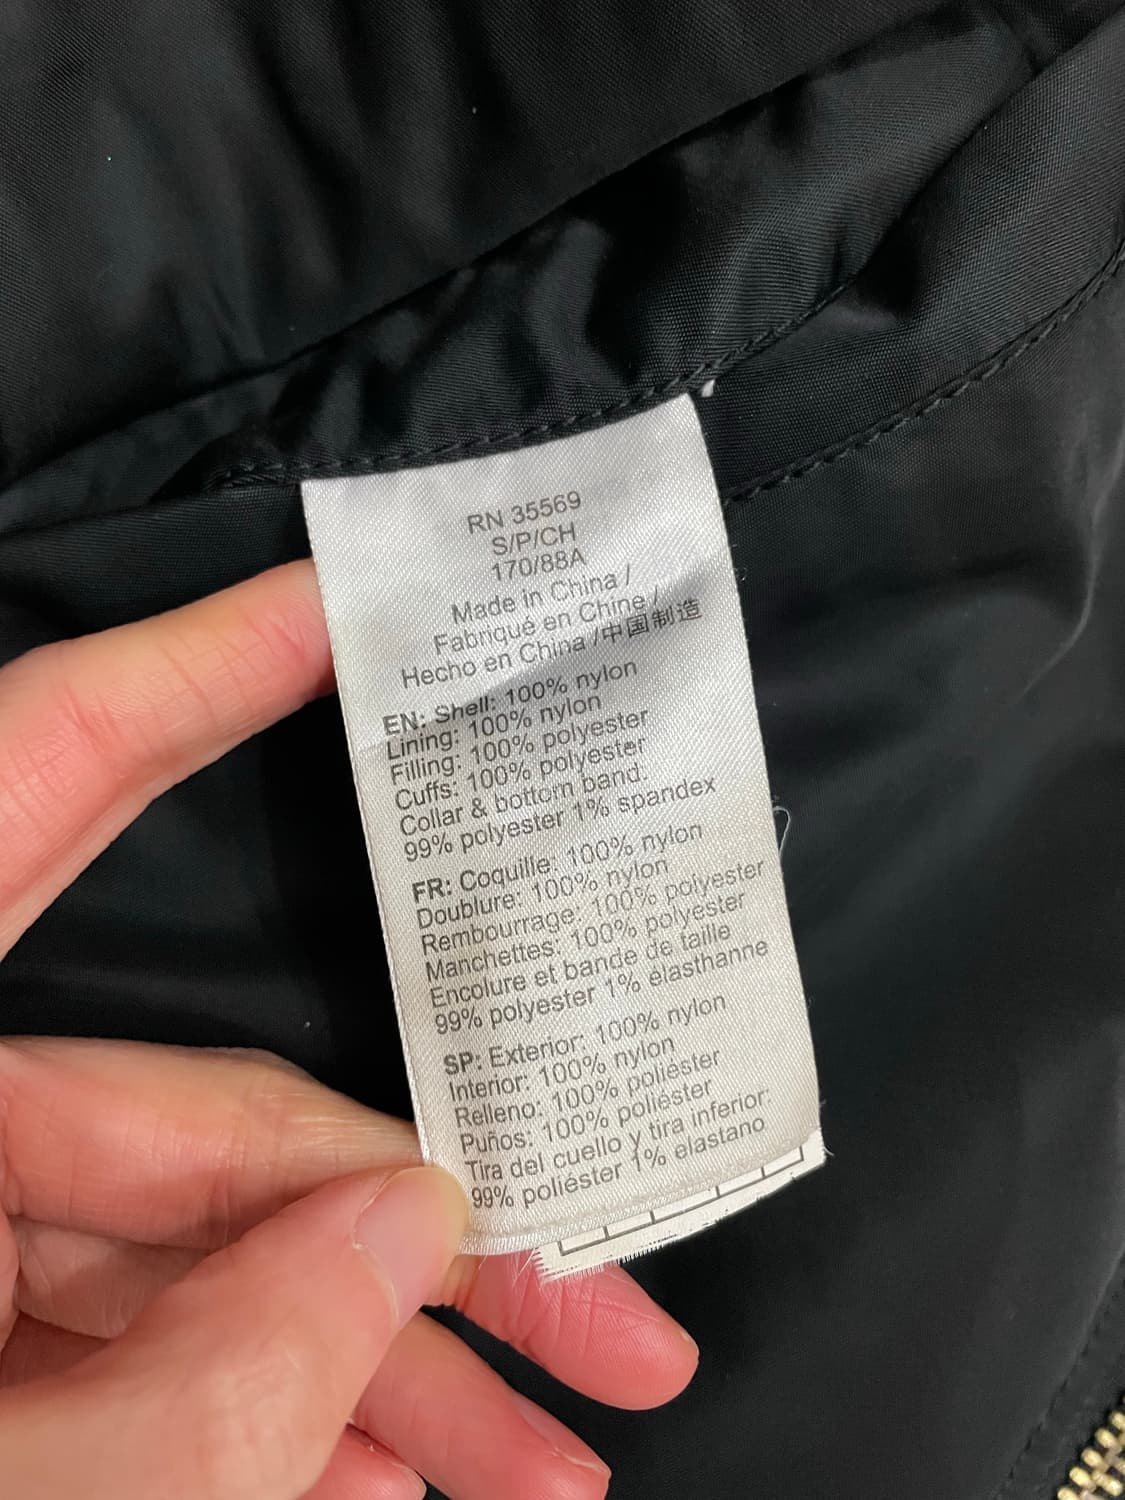 RN 35569
S/P/CH
170/88A
Made in China /
Fabriqué en Chine /
Hecho en China /中国制造
EN: Shell: 100% nylon
Lining: 100% nylon
Filling: 100% polyester
Cuffs: 100% polyester
Collar & bottom band:
99% polyester 1% spandex
FR: Coquille: 100% nylon
Doublure: 100% nylon
Rembourrage: 100% polyester
Manchettes: 100% polyester
Encolure et bande de taille
99% polyester 1% élasthanne
SP: Exterior: 100% nylon
Interior: 100% nylon
Relleno: 100% poliéster
Puños: 100% poliéster
Tira del cuello y tira inferior:
99% poliéster 1% elastano